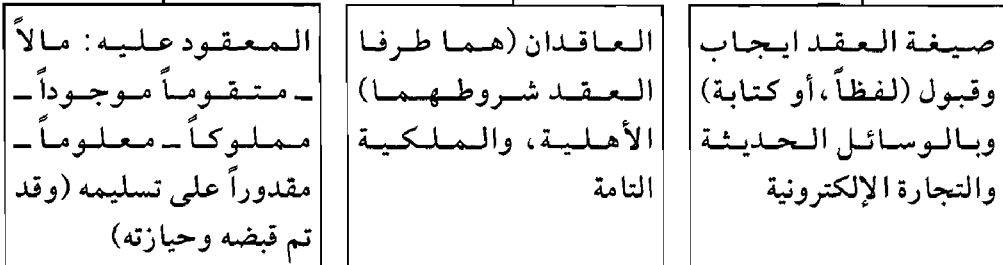 صيغة العقد ايجاب
وقبول (لفظاً، أو كتابة)
وبالوسائل الحديثة
والتجارة الإلكترونية
العاقدان (هما طرفا
العقد شروطهما)
الأهلية، والملكية
التامة
المعقود عليه: مالاً
ـ متقوماً موجوداً ـ
مملوكاً ـ معلوماً ـ
مقدوراً على تسليمه (وقد
تم قبضه وحيازته)